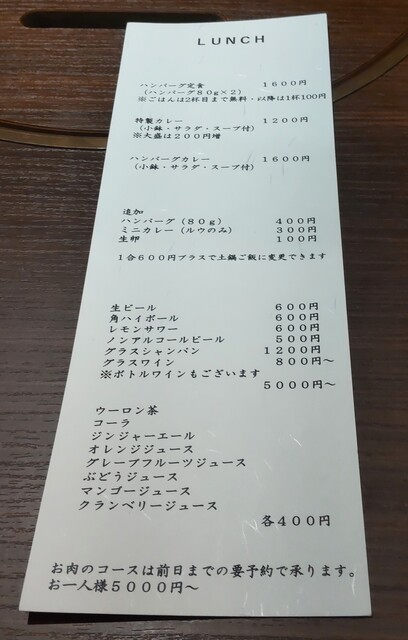 LUNCH
ハンバーグ定食 1600円
(ハンバーグ80g×2)
※ごはんは2杯目まで無料・以降は1杯100円
特製カレー 1200円
(小鉢・サラダ・スープ付)
※大盛は200円増
ハンバーグカレー 1600円
(小鉢・サラダ・スープ付)
追加
ハンバーグ(80g) 400円
ミニカレー(ルウのみ) 300円
生卵 100円
1合600円プラスで土鍋ご飯に変更できます
生ビール 600円
角ハイボール 600円
レモンサワー 600円
ノンアルコールビール 500円
グラスシャンパン 1200円
グラスワイン 800円~
※ボトルワインもございます
5000円~
ウーロン茶
コーラ
ジンジャーエール
オレンジジュース
グレープフルーツジュース
ぶどうジュース
マンゴージュース
クランベリージュース
各400円
お肉のコースは前日までの要予約で承ります。
お一人様5000円~